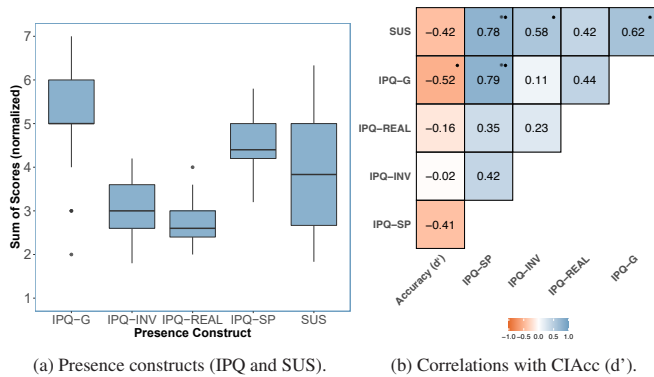 7
6
5
4
3
2
1
Sum of Scores (normalized)
IPQ−G IPQ−INV IPQ−REAL IPQ−SP SUS
Presence Construct
(a) Presence constructs (IPQ and SUS).
SUS −0.42 0.78 0.58 0.42 0.62
IPQ−G −0.52 0.79 0.11 0.44
IPQ−REAL −0.16 0.35 0.23
IPQ−INV −0.02 0.42
IPQ−SP −0.41
Accuracy (d') IPQ−SP IPQ−INV IPQ−REAL IPQ−G
−1.0 −0.5 0.0 0.5 1.0
(b) Correlations with CIAcc (d’).